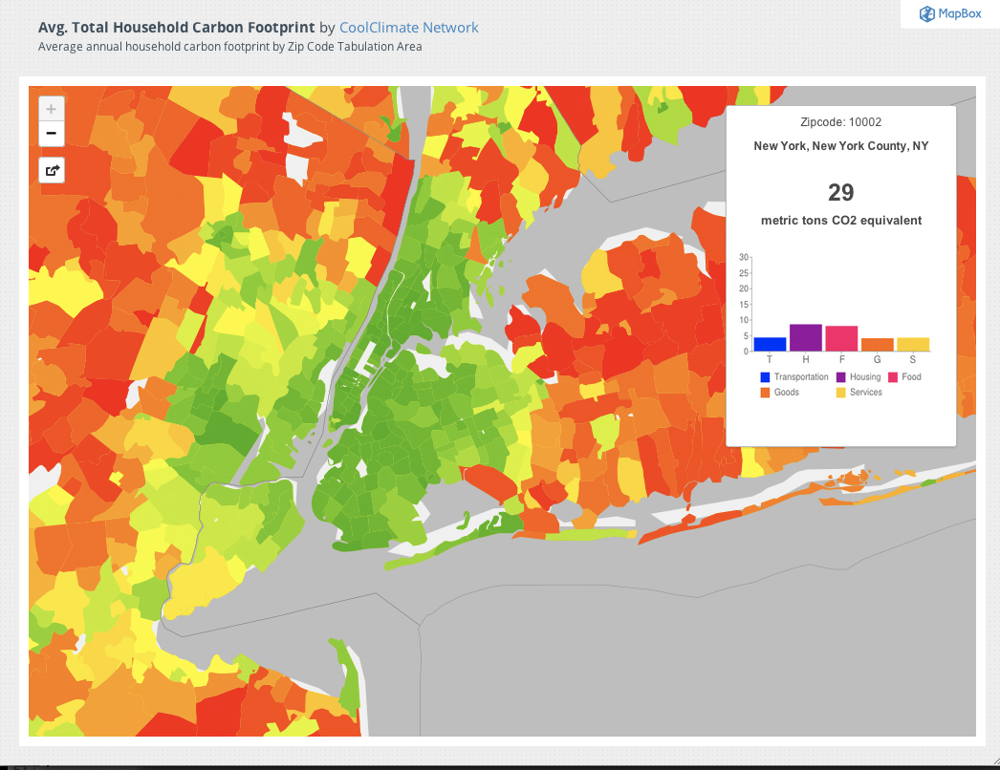 MapBox
Avg. Total Household Carbon Footprint by CoolClimate Network
Average annual household carbon footprint by Zip Code Tabulation Area
+
−
Zipcode: 10002
New York, New York County, NY
29
metric tons CO2 equivalent
30
25
20
15
10
5
0
T H F G S
Transportation Housing Food
Goods Services